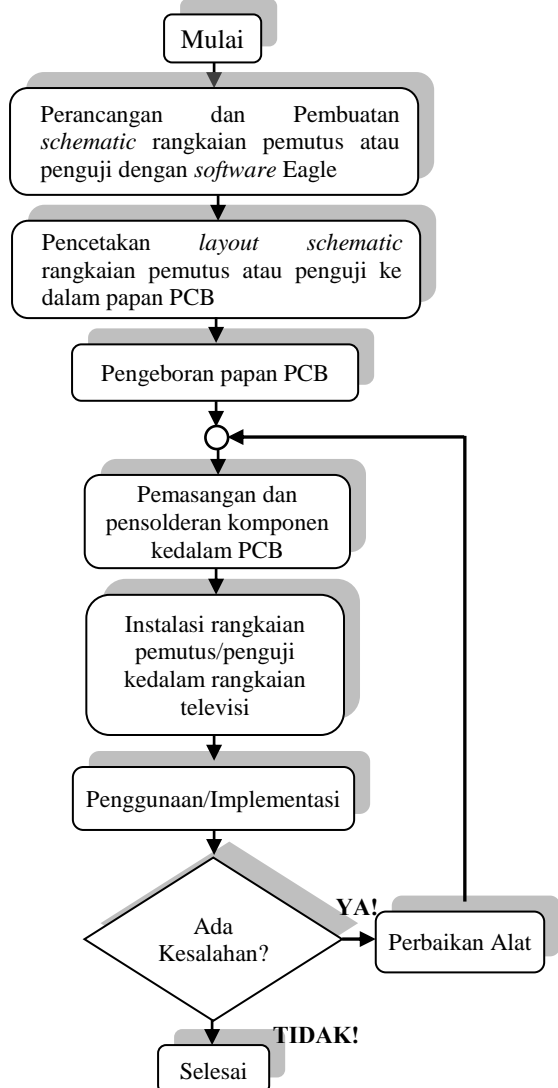 Mulai
Perancangan dan Pembuatan
schematic rangkaian pemutus atau
penguji dengan software Eagle
Pencetakan layout schematic
rangkaian pemutus atau penguji ke
dalam papan PCB
Pengeboran papan PCB
Pemasangan dan
pensolderan komponen
kedalam PCB
Instalasi rangkaian
pemutus/penguji
kedalam rangkaian
televisi
Penggunaan/Implementasi
Ada
Kesalahan?
YA!
Perbaikan Alat
TIDAK!
Selesai